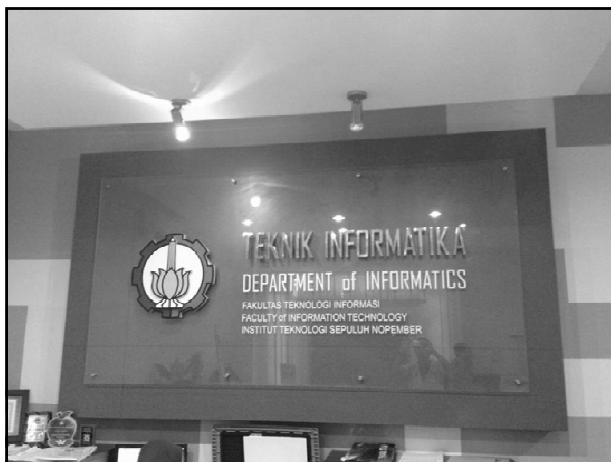 TEKNIK INFORMATIKA
DEPARTMENT of INFORMATICS
FAKULTAS TEKNOLOGI INFORMASI
FACULTY of INFORMATION TECHNOLOGY
INSTITUT TEKNOLOGI SEPULUH NOPEMBER